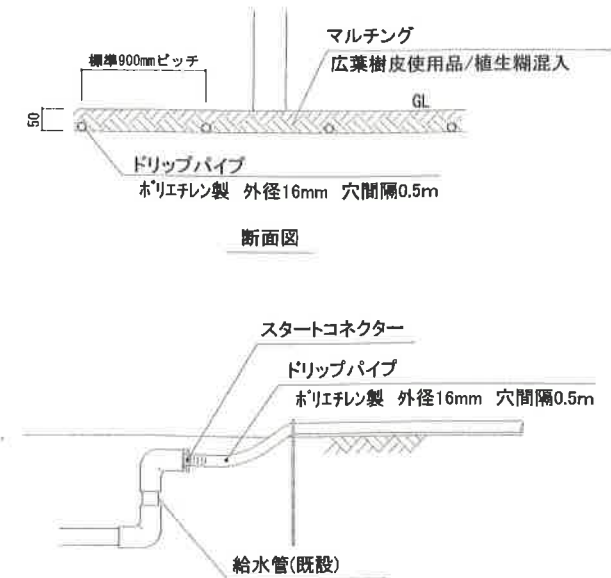 マルチング
標準900mmピッチ
広葉樹皮使用品/植生糊混入
GL
50
ドリップパイプ
ポリエチレン製 外径16mm 穴間隔0.5m
断面図
スタートコネクター
ドリップパイプ
ポリエチレン製 外径16mm 穴間隔0.5m
給水管(既設)